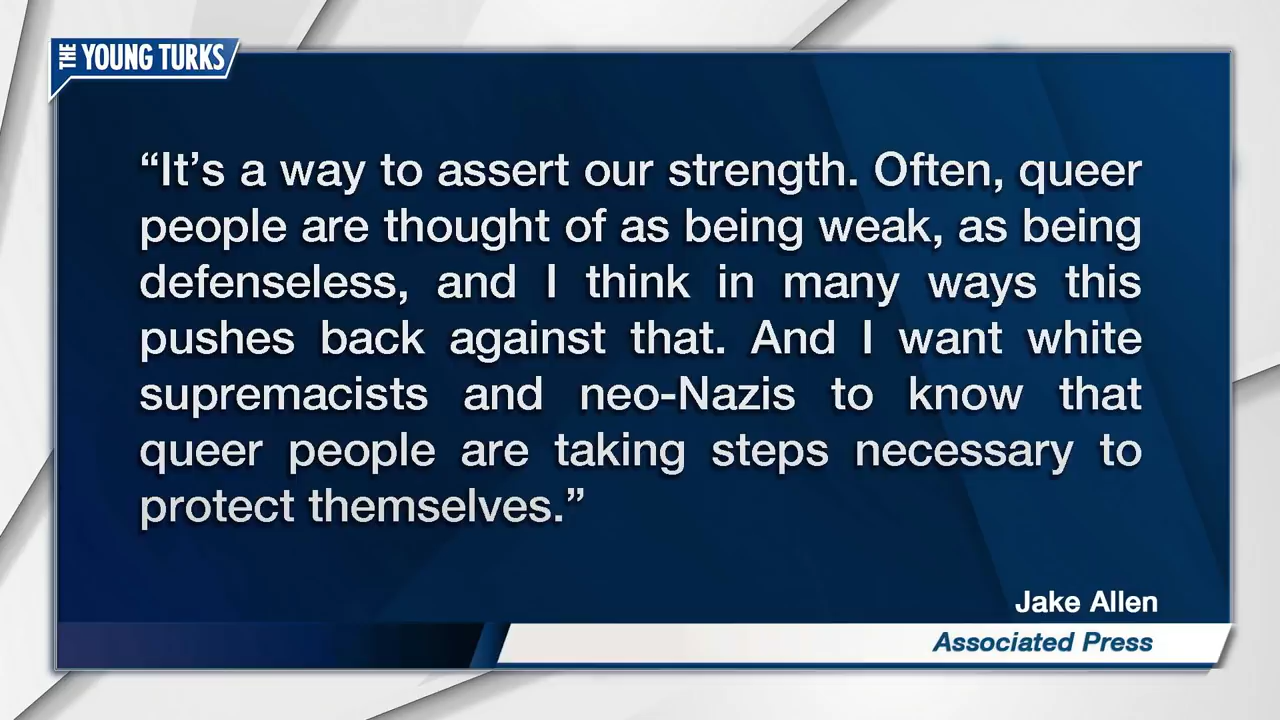 THE YOUNG TURKS
“It’s a way to assert our strength. Often, queer
people are thought of as being weak, as being
defenseless, and I think in many ways this
pushes back against that. And I want white
supremacists and neo-Nazis to know that
queer people are taking steps necessary to
protect themselves.”
Jake Allen
Associated Press